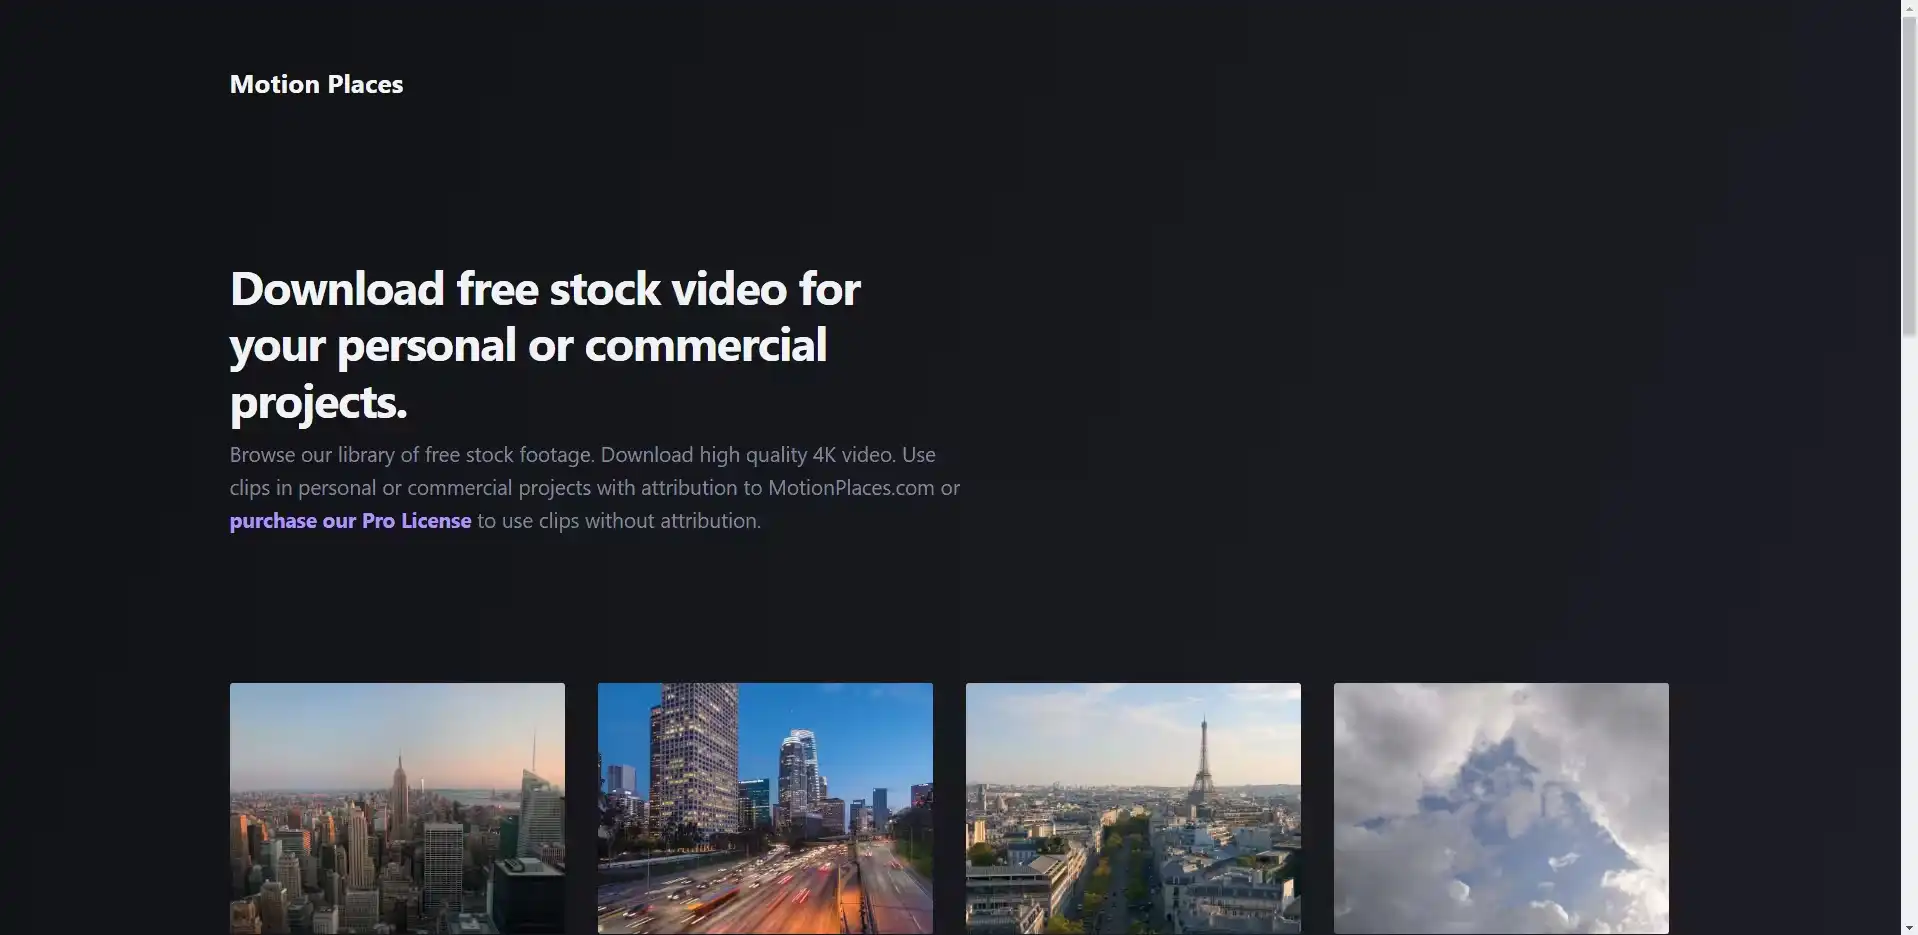 Motion Places
Download free stock video for
your personal or commercial
projects.
Browse our library of free stock footage. Download high quality 4K video. Use
clips in personal or commercial projects with attribution to MotionPlaces.com or
purchase our Pro License to use clips without attribution.